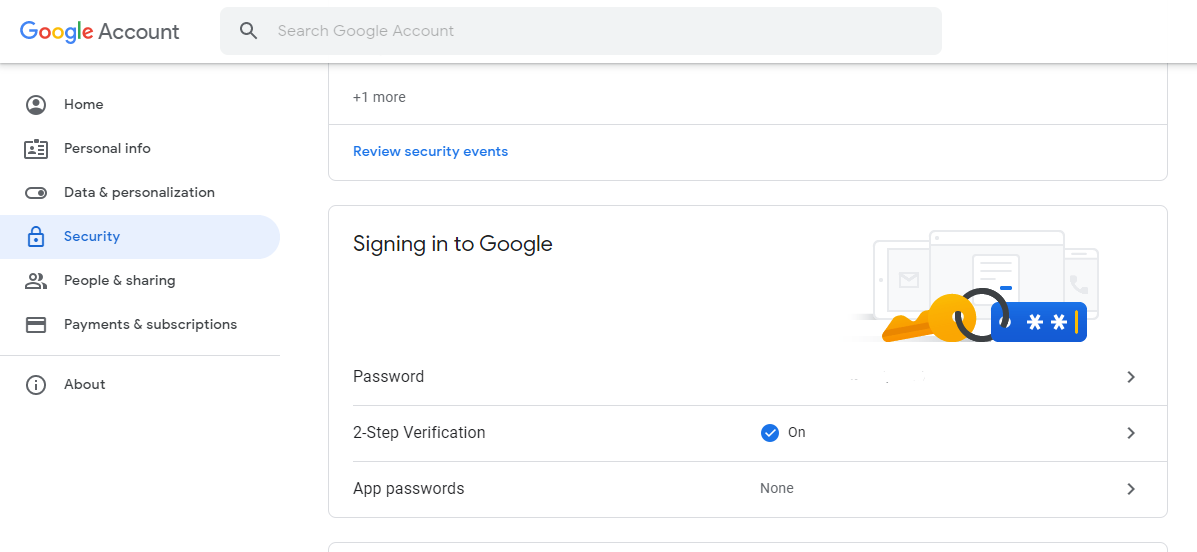 Google Account
Search Google Account
Home
Personal info
Data & personalization
Security
People & sharing
Payments & subscriptions
About
+1 more
Review security events
Signing in to Google
**
Password
2-Step Verification On
App passwords None